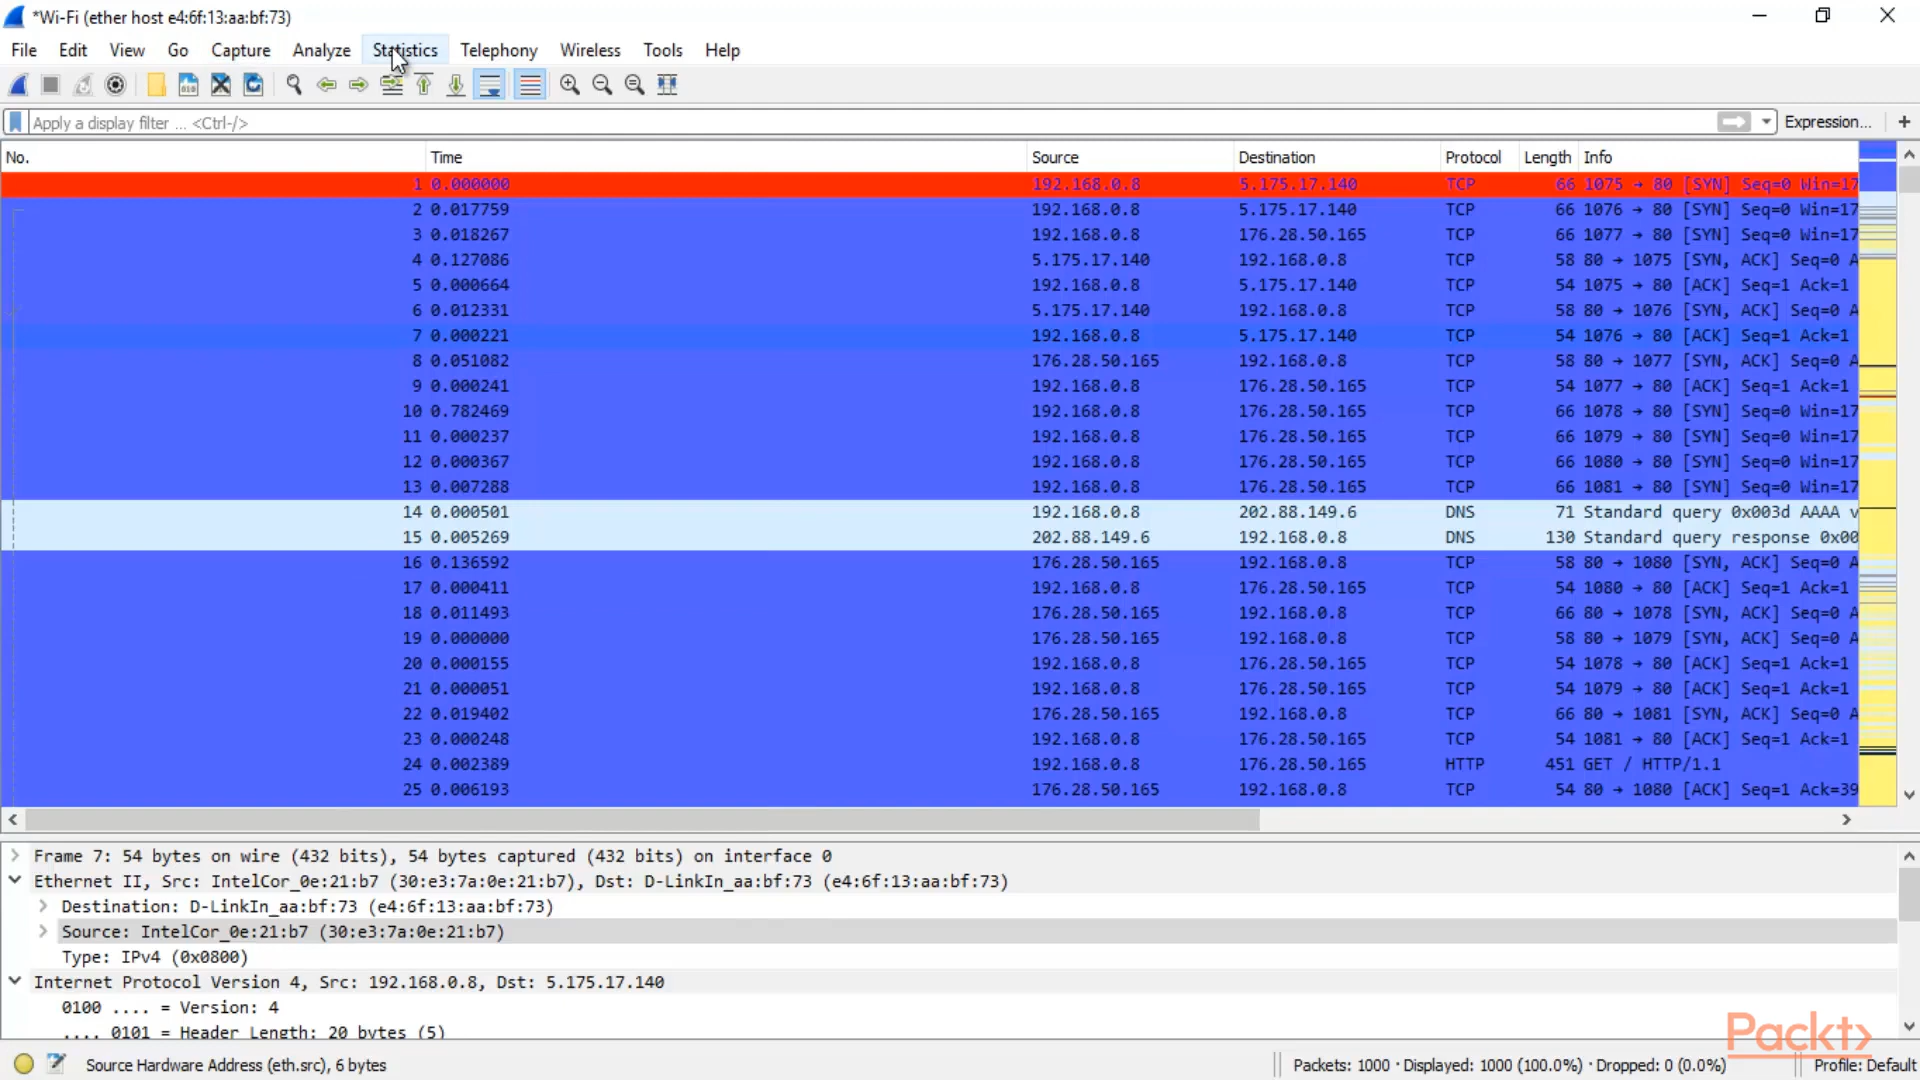 *Wi-Fi (ether host e4:6f:13:aa:bf:73)
File Edit View Go Capture Analyze Statistics Telephony Wireless Tools Help
Apply a display filter ... <Ctrl-/> Expression... +
No. Time Source Destination Protocol Length Info
1 0.000000 192.168.0.8 5.175.17.140 TCP 66 1075 → 80 [SYN] Seq=0 Win=17
2 0.017759 192.168.0.8 5.175.17.140 TCP 66 1076 → 80 [SYN] Seq=0 Win=17
3 0.018267 192.168.0.8 176.28.50.165 TCP 66 1077 → 80 [SYN] Seq=0 Win=17
4 0.127086 5.175.17.140 192.168.0.8 TCP 58 80 → 1075 [SYN, ACK] Seq=0 A
5 0.000664 192.168.0.8 5.175.17.140 TCP 54 1075 → 80 [ACK] Seq=1 Ack=1
6 0.012331 5.175.17.140 192.168.0.8 TCP 58 80 → 1076 [SYN, ACK] Seq=0 A
7 0.000221 192.168.0.8 5.175.17.140 TCP 54 1076 → 80 [ACK] Seq=1 Ack=1
8 0.051082 176.28.50.165 192.168.0.8 TCP 58 80 → 1077 [SYN, ACK] Seq=0 A
9 0.000241 192.168.0.8 176.28.50.165 TCP 54 1077 → 80 [ACK] Seq=1 Ack=1
10 0.782469 192.168.0.8 176.28.50.165 TCP 66 1078 → 80 [SYN] Seq=0 Win=17
11 0.000237 192.168.0.8 176.28.50.165 TCP 66 1079 → 80 [SYN] Seq=0 Win=17
12 0.000367 192.168.0.8 176.28.50.165 TCP 66 1080 → 80 [SYN] Seq=0 Win=17
13 0.007288 192.168.0.8 176.28.50.165 TCP 66 1081 → 80 [SYN] Seq=0 Win=17
14 0.000501 192.168.0.8 202.88.149.6 DNS 71 Standard query 0x003d AAAA v
15 0.005269 202.88.149.6 192.168.0.8 DNS 130 Standard query response 0x00
16 0.136592 176.28.50.165 192.168.0.8 TCP 58 80 → 1080 [SYN, ACK] Seq=0 A
17 0.000411 192.168.0.8 176.28.50.165 TCP 54 1080 → 80 [ACK] Seq=1 Ack=1
18 0.011493 176.28.50.165 192.168.0.8 TCP 66 80 → 1078 [SYN, ACK] Seq=0 A
19 0.000000 176.28.50.165 192.168.0.8 TCP 58 80 → 1079 [SYN, ACK] Seq=0 A
20 0.000155 192.168.0.8 176.28.50.165 TCP 54 1078 → 80 [ACK] Seq=1 Ack=1
21 0.000051 192.168.0.8 176.28.50.165 TCP 54 1079 → 80 [ACK] Seq=1 Ack=1
22 0.019402 176.28.50.165 192.168.0.8 TCP 66 80 → 1081 [SYN, ACK] Seq=0 A
23 0.000248 192.168.0.8 176.28.50.165 TCP 54 1081 → 80 [ACK] Seq=1 Ack=1
24 0.002389 192.168.0.8 176.28.50.165 HTTP 451 GET / HTTP/1.1
25 0.006193 176.28.50.165 192.168.0.8 TCP 54 80 → 1080 [ACK] Seq=1 Ack=39
Frame 7: 54 bytes on wire (432 bits), 54 bytes captured (432 bits) on interface 0
Ethernet II, Src: IntelCor_0e:21:b7 (30:e3:7a:0e:21:b7), Dst: D-LinkIn_aa:bf:73 (e4:6f:13:aa:bf:73)
Destination: D-LinkIn_aa:bf:73 (e4:6f:13:aa:bf:73)
Source: IntelCor_0e:21:b7 (30:e3:7a:0e:21:b7)
Type: IPv4 (0x0800)
Internet Protocol Version 4, Src: 192.168.0.8, Dst: 5.175.17.140
0100 .... = Version: 4
.... 0101 = Header Length: 20 bytes (5)
Packt>
Source Hardware Address (eth.src), 6 bytes Packets: 1000 · Displayed: 1000 (100.0%) · Dropped: 0 (0.0%) Profile: Default